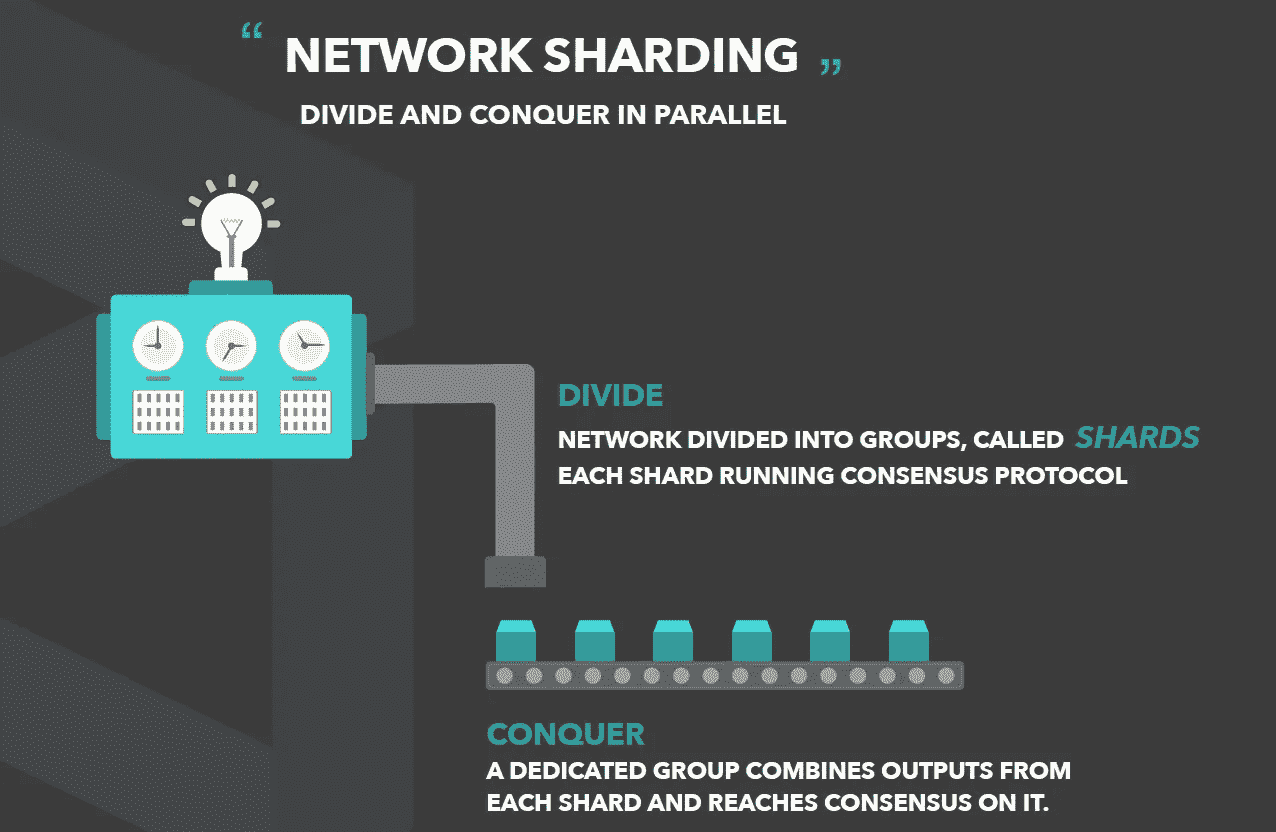 “ NETWORK SHARDING ”
DIVIDE AND CONQUER IN PARALLEL
DIVIDE
NETWORK DIVIDED INTO GROUPS, CALLED SHARDS
EACH SHARD RUNNING CONSENSUS PROTOCOL
CONQUER
A DEDICATED GROUP COMBINES OUTPUTS FROM
EACH SHARD AND REACHES CONSENSUS ON IT.